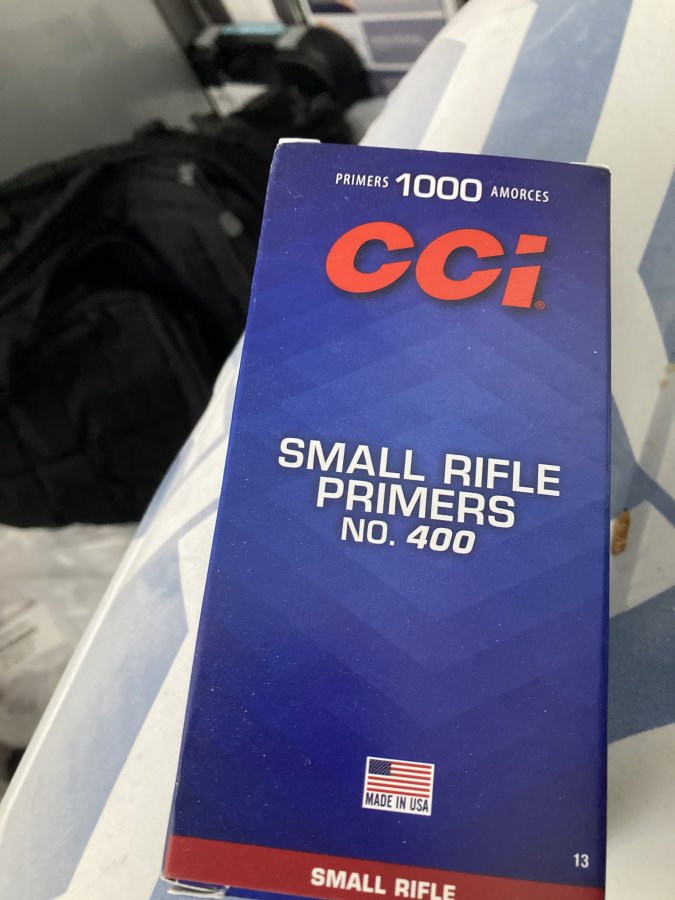 PRIMERS 1000 AMORCES
CCi®
SMALL RIFLE
PRIMERS
NO. 400
MADE IN USA
13
SMALL RIFLE